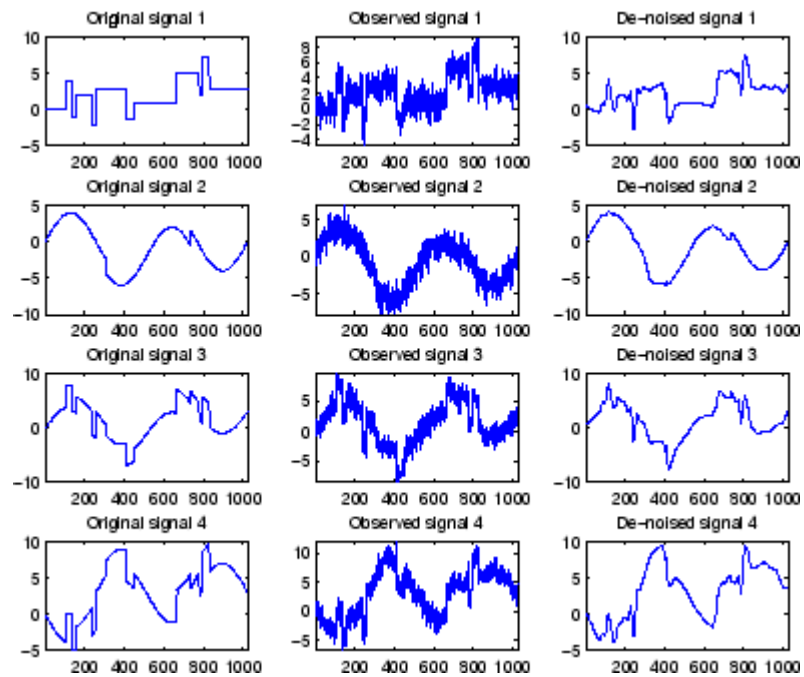 Original signal 1
10
5
0
−5
200 400 600 800 1000
Observed signal 1
8
6
4
2
0
−2
−4
200 400 600 800 1000
De−noised signal 1
10
5
0
−5
200 400 600 800 1000
Original signal 2
5
0
−5
−10
200 400 600 800 1000
Observed signal 2
5
0
−5
200 400 600 800 1000
De−noised signal 2
5
0
−5
−10
200 400 600 800 1000
Original signal 3
10
0
−10
200 400 600 800 1000
Observed signal 3
5
0
−5
200 400 600 800 1000
De−noised signal 3
10
0
−10
200 400 600 800 1000
Original signal 4
10
5
0
−5
200 400 600 800 1000
Observed signal 4
10
5
0
−5
200 400 600 800 1000
De−noised signal 4
10
5
0
−5
200 400 600 800 1000